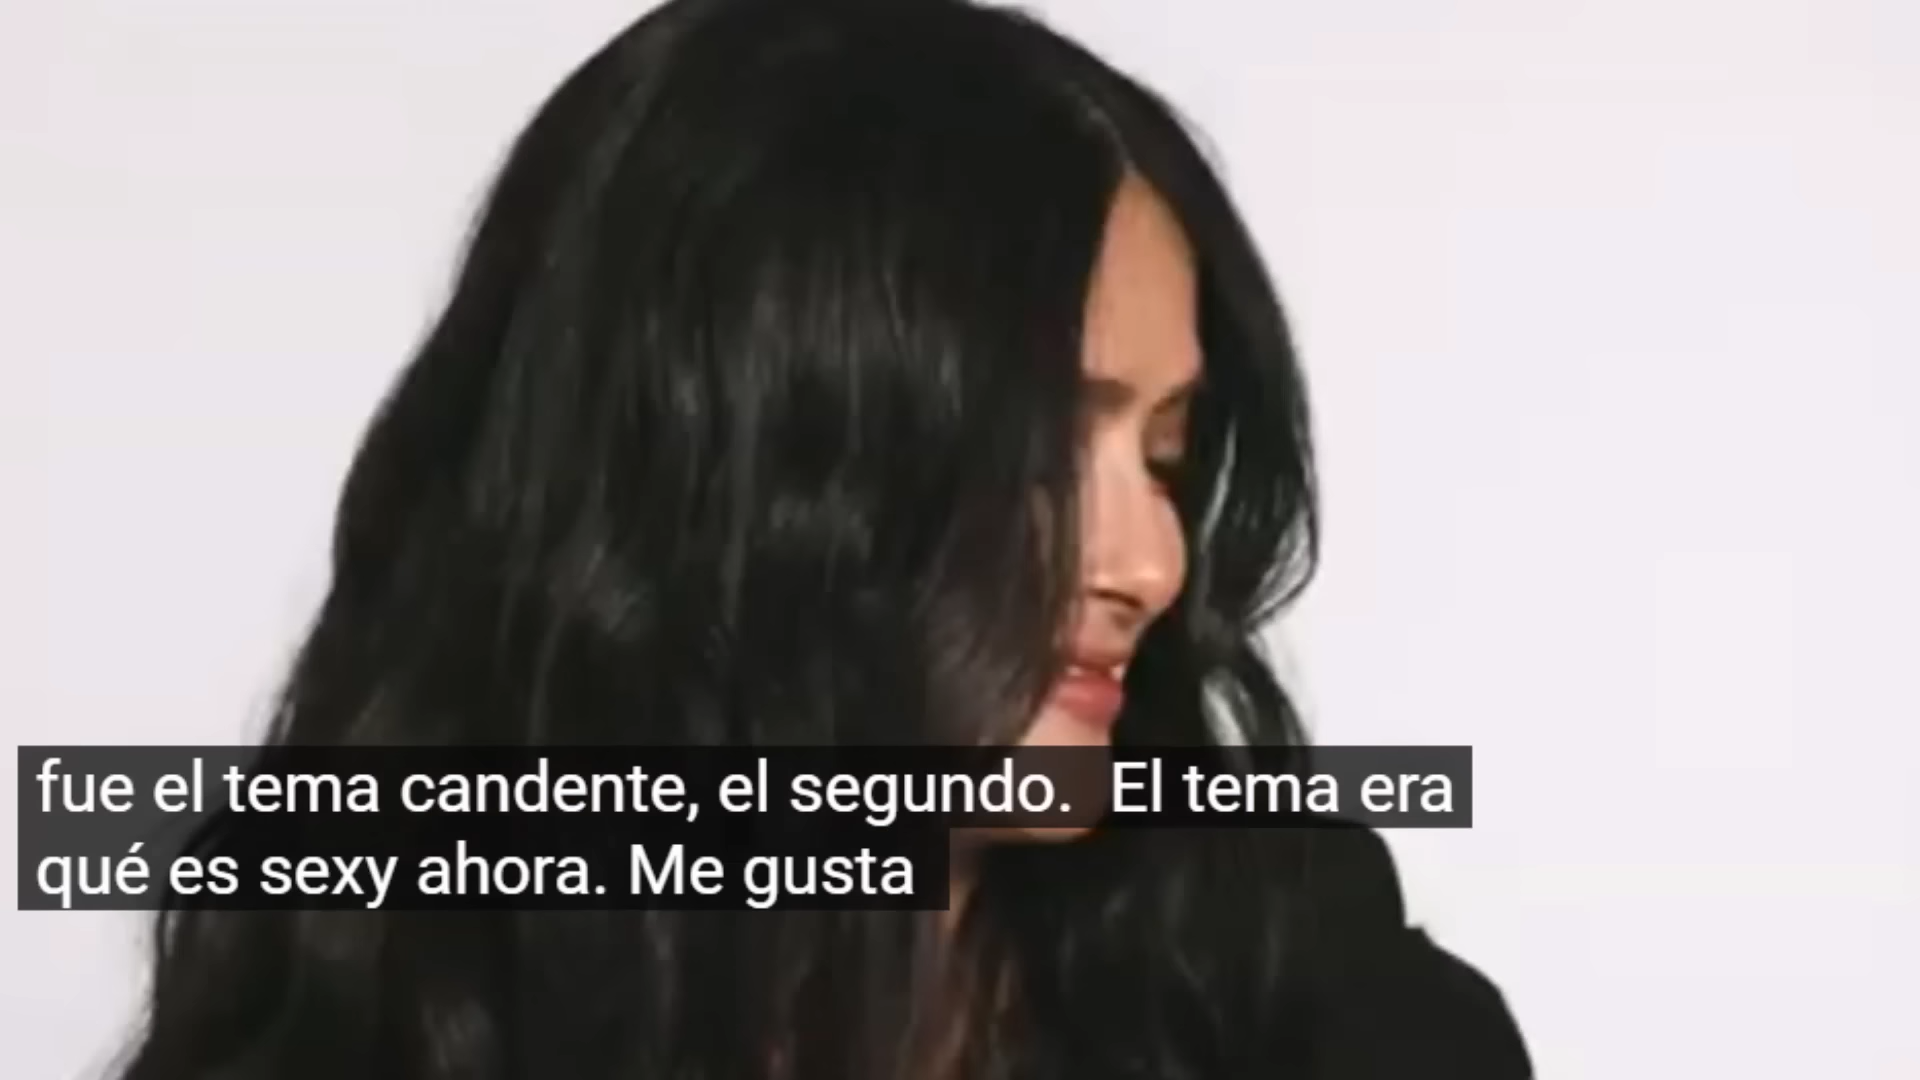 fue el tema candente, el segundo.  El tema era
qué es sexy ahora. Me gusta